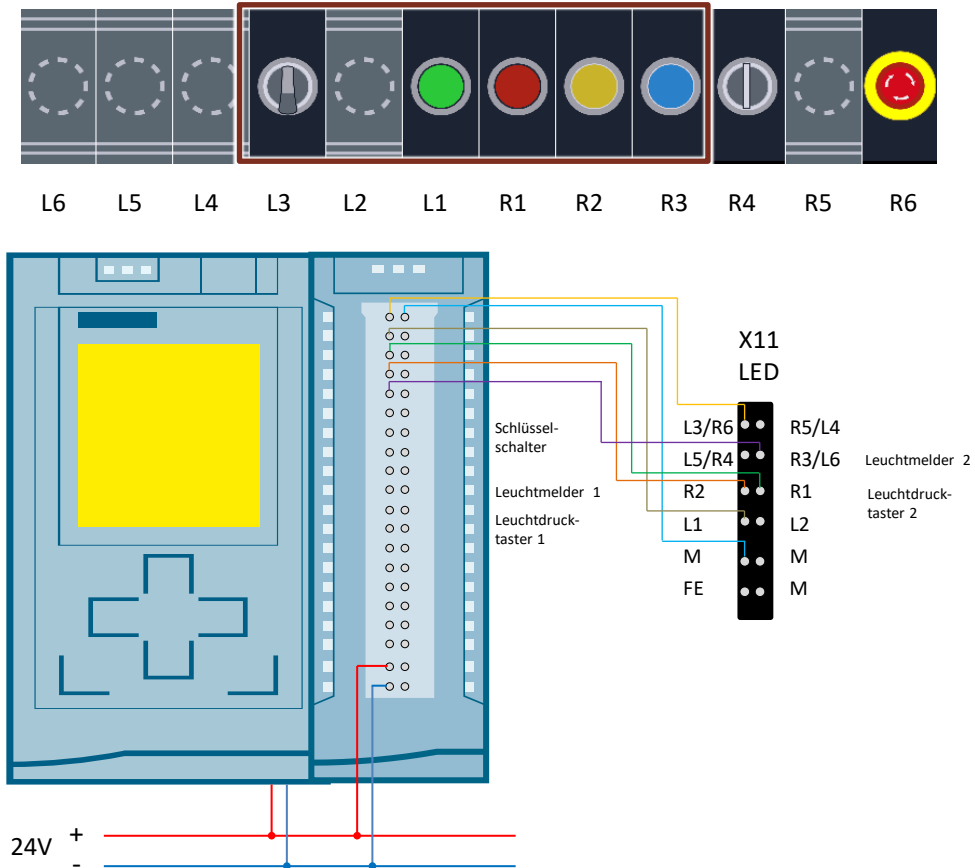 L6 L5 L4 L3 L2 L1 R1 R2 R3 R4 R5 R6
X11
LED
L3/R6 R5/L4
L5/R4 R3/L6 Leuchtmelder 2
R2 R1 Leuchtdruck-
taster 2
L1 L2
M M
FE M
Schlüssel-
schalter
Leuchtmelder 1
Leuchtdruck-
taster 1
24V +
-